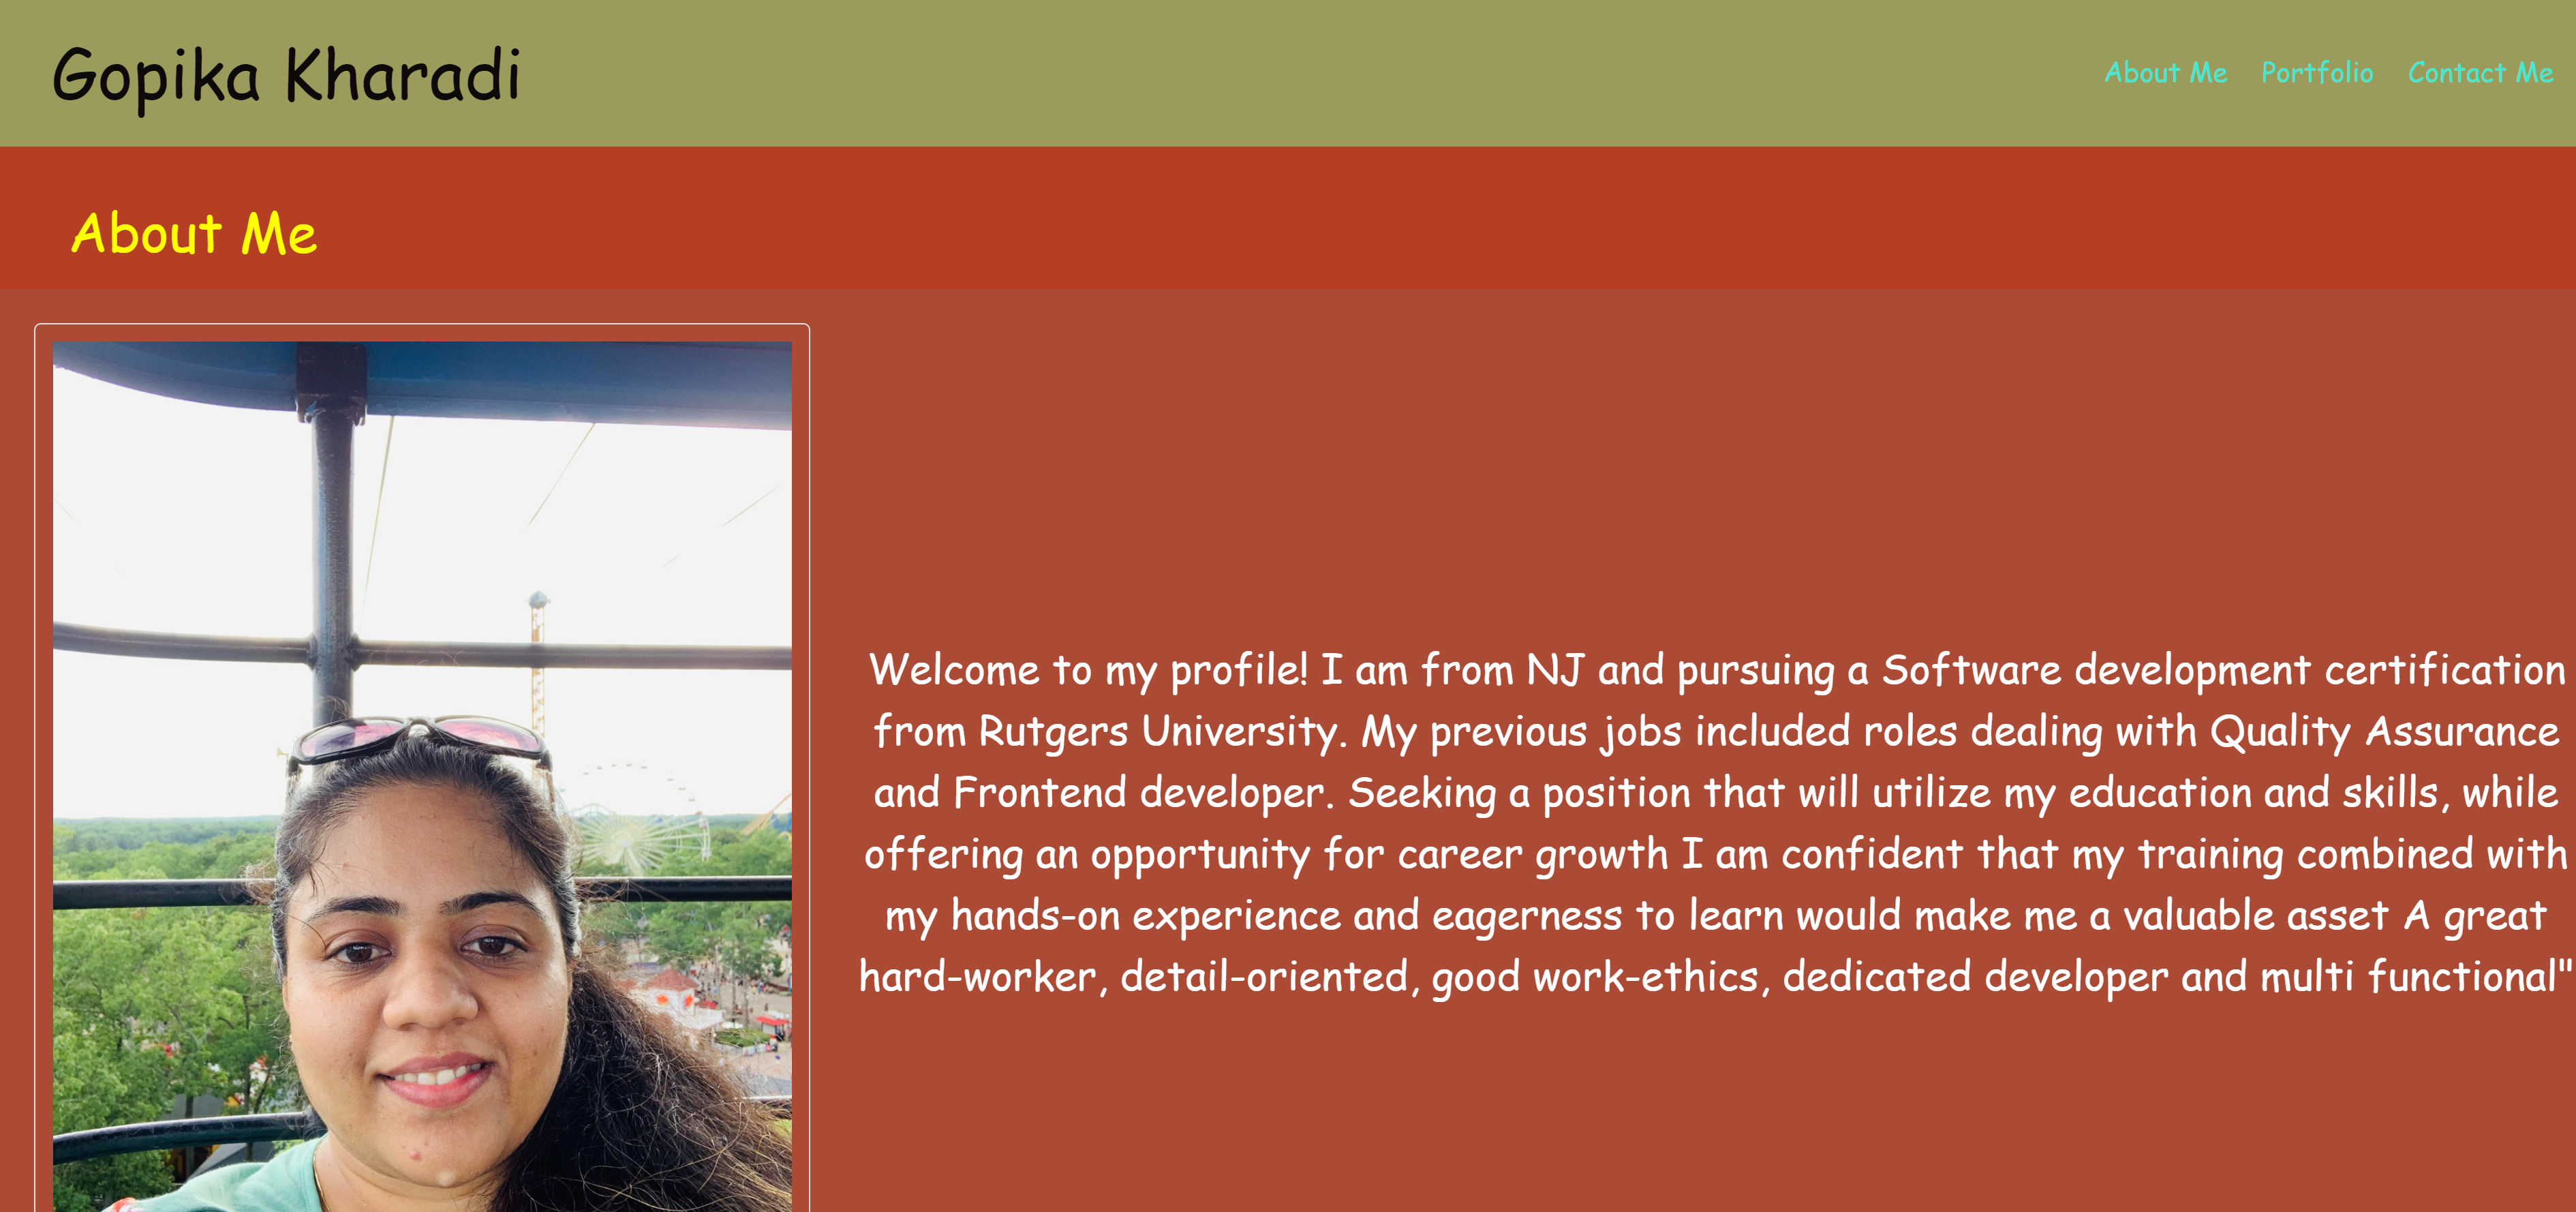 Gopika Kharadi
About Me
Portfolio
Contact Me
About Me
Welcome to my profile! I am from NJ and pursuing a Software development certification
from Rutgers University. My previous jobs included roles dealing with Quality Assurance
and Frontend developer. Seeking a position that will utilize my education and skills, while
offering an opportunity for career growth I am confident that my training combined with
my hands-on experience and eagerness to learn would make me a valuable asset A great
hard-worker, detail-oriented, good work-ethics, dedicated developer and multi functional"